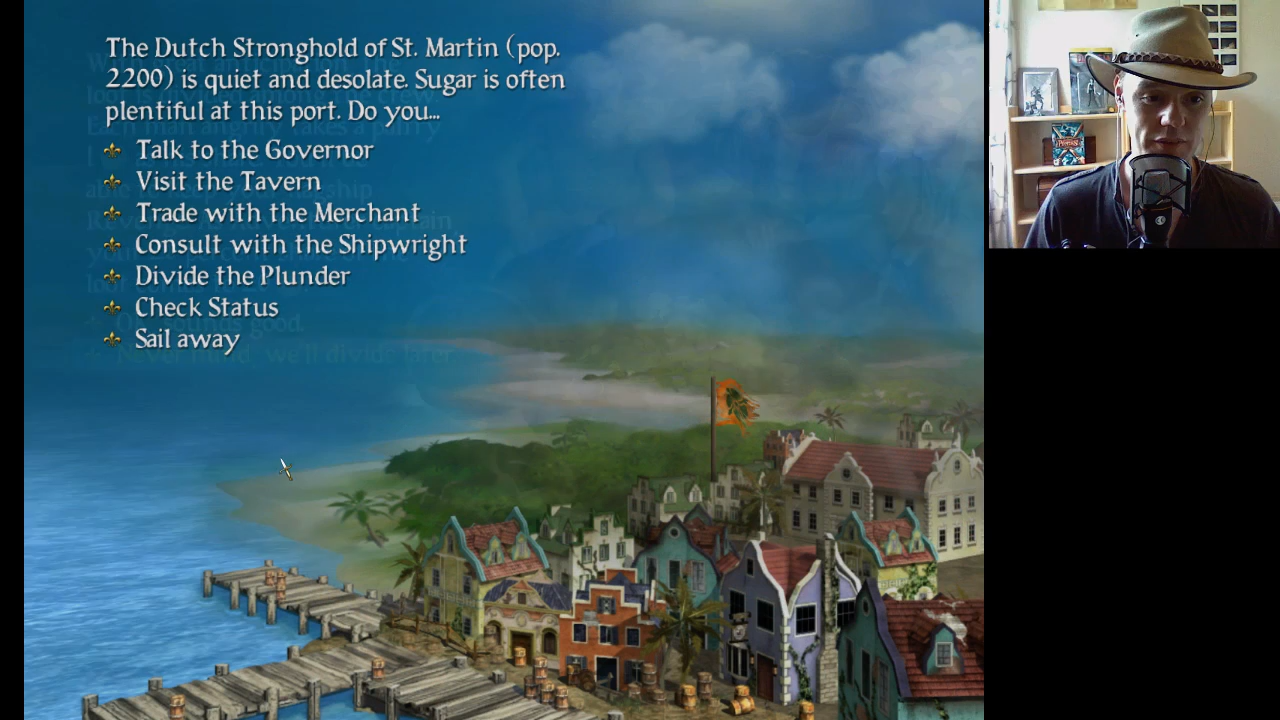 The Dutch Stronghold of St. Martin (pop.
2200) is quiet and desolate. Sugar is often
plentiful at this port. Do you...
Talk to the Governor
Visit the Tavern
Trade with the Merchant
Consult with the Shipwright
Divide the Plunder
Check Status
Sail away